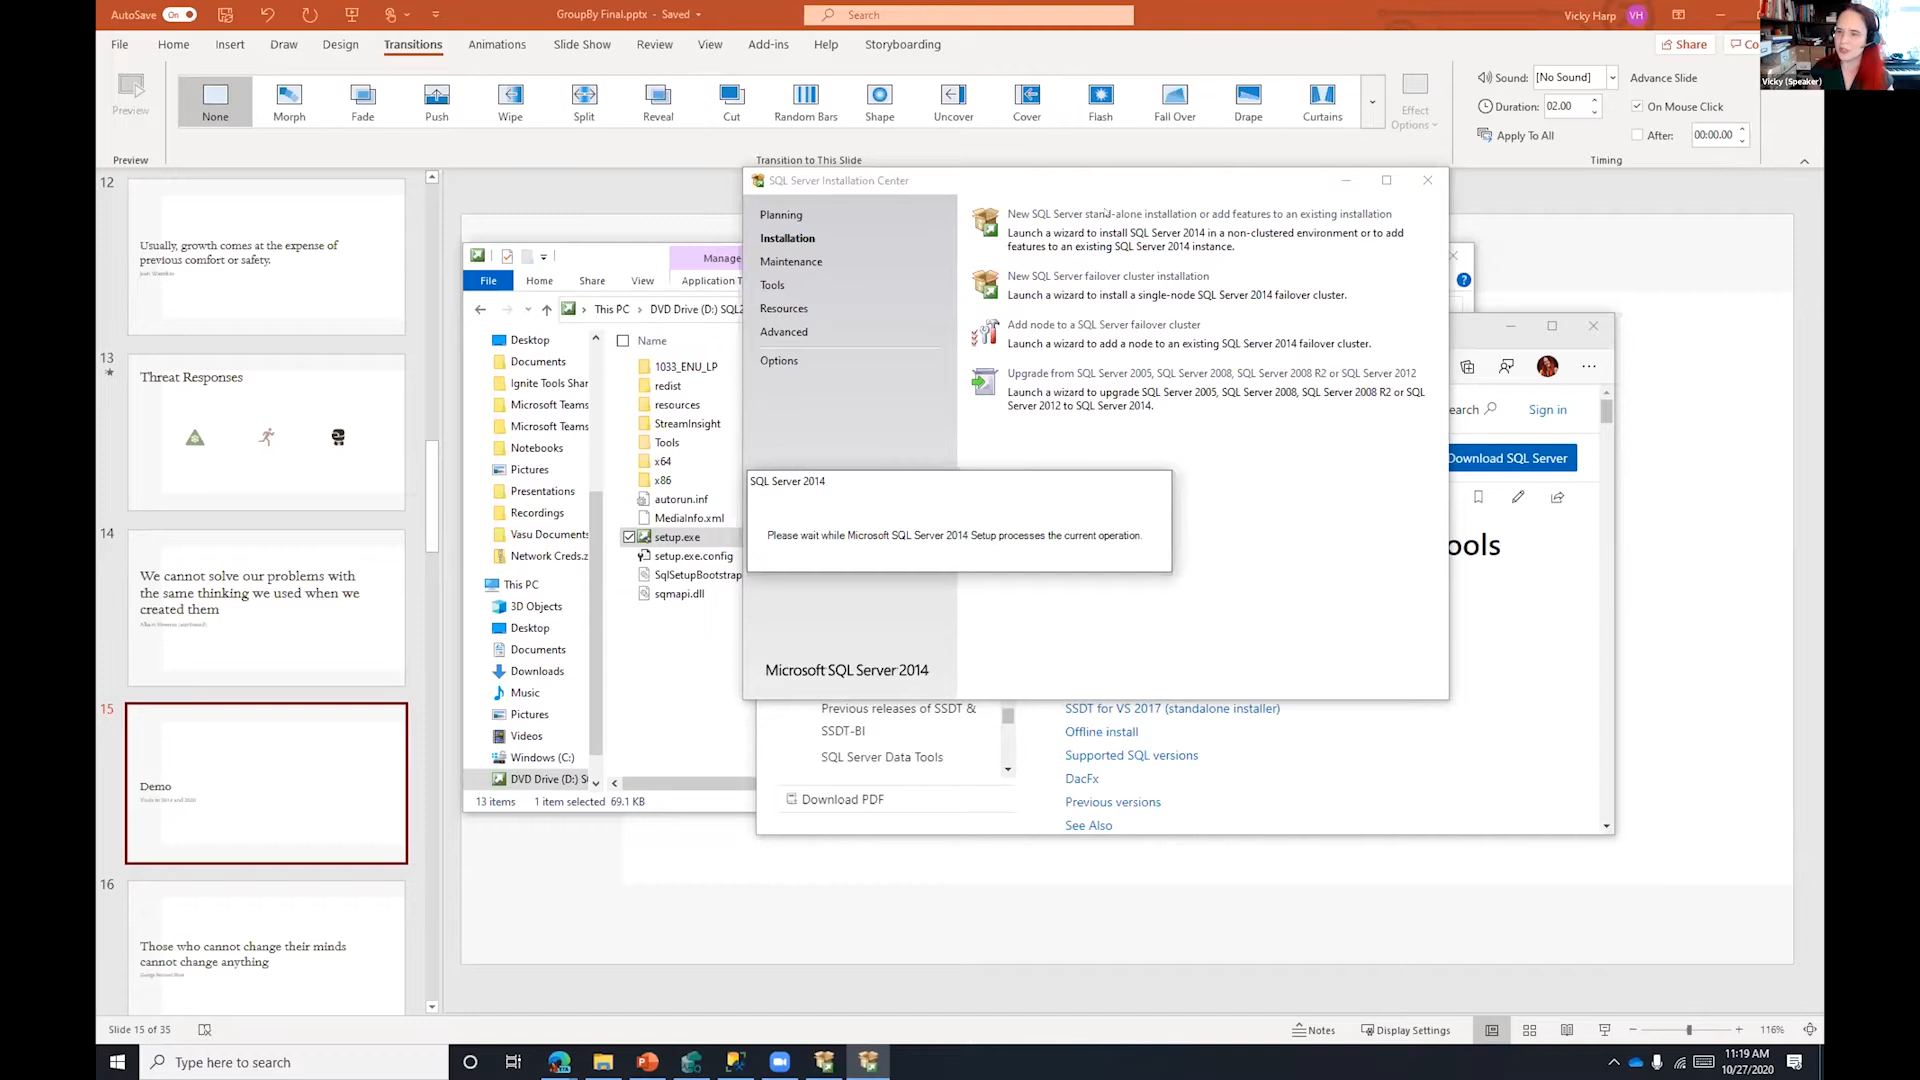 AutoSave On
GroupBy Final.pptx - Saved
Search
Vicky Harp VH
File Home Insert Draw Design Transitions Animations Slide Show Review View Add-ins Help Storyboarding
Share
Co
Vicky (Speaker)
Preview
None Morph Fade Push Wipe Split Reveal Cut Random Bars Shape Uncover Cover Flash Fall Over Drape Curtains
Effect
Options
Sound: [No Sound]
Advance Slide
Duration: 02.00
On Mouse Click
Apply To All
After: 00:00.00
Preview
Transition to This Slide
Timing
12
Usually, growth comes at the expense of
previous comfort or safety.
13
Threat Responses
14
We cannot solve our problems with
the same thinking we used when we
created them
15
Demo
Tools in 2014 and 2020
16
Those who cannot change their minds
cannot change anything
Manage
File Home Share View Application T
This PC > DVD Drive (D:) SQL2
Desktop
Documents
Ignite Tools Shar
Microsoft Teams
Microsoft Teams
Notebooks
Pictures
Presentations
Recordings
Vasu Documents
Network Creds.z
This PC
3D Objects
Desktop
Documents
Downloads
Music
Pictures
Videos
Windows (C:)
DVD Drive (D:) S
Name
1033_ENU_LP
redist
resources
StreamInsight
Tools
x64
x86
autorun.inf
MediaInfo.xml
setup.exe
setup.exe.config
SqlSetupBootstrap
sqmapi.dll
13 items 1 item selected 69.1 KB
SQL Server Installation Center
Planning
Installation
Maintenance
Tools
Resources
Advanced
Options
Microsoft SQL Server 2014
New SQL Server stand-alone installation or add features to an existing installation
Launch a wizard to install SQL Server 2014 in a non-clustered environment or to add
features to an existing SQL Server 2014 instance.
New SQL Server failover cluster installation
Launch a wizard to install a single-node SQL Server 2014 failover cluster.
Add node to a SQL Server failover cluster
Launch a wizard to add a node to an existing SQL Server 2014 failover cluster.
Upgrade from SQL Server 2005, SQL Server 2008, SQL Server 2008 R2 or SQL Server 2012
Launch a wizard to upgrade SQL Server 2005, SQL Server 2008, SQL Server 2008 R2 or
SQL Server 2012 to SQL Server 2014.
SQL Server 2014
Please wait while Microsoft SQL Server 2014 Setup processes the current operation.
earch
Sign in
Download SQL Server
ools
Previous releases of SSDT &
SSDT-BI
SQL Server Data Tools
Download PDF
SSDT for VS 2017 (standalone installer)
Offline install
Supported SQL versions
DacFx
Previous versions
See Also
Slide 15 of 35
Notes
Display Settings
116%
Type here to search
11:19 AM
10/27/2020